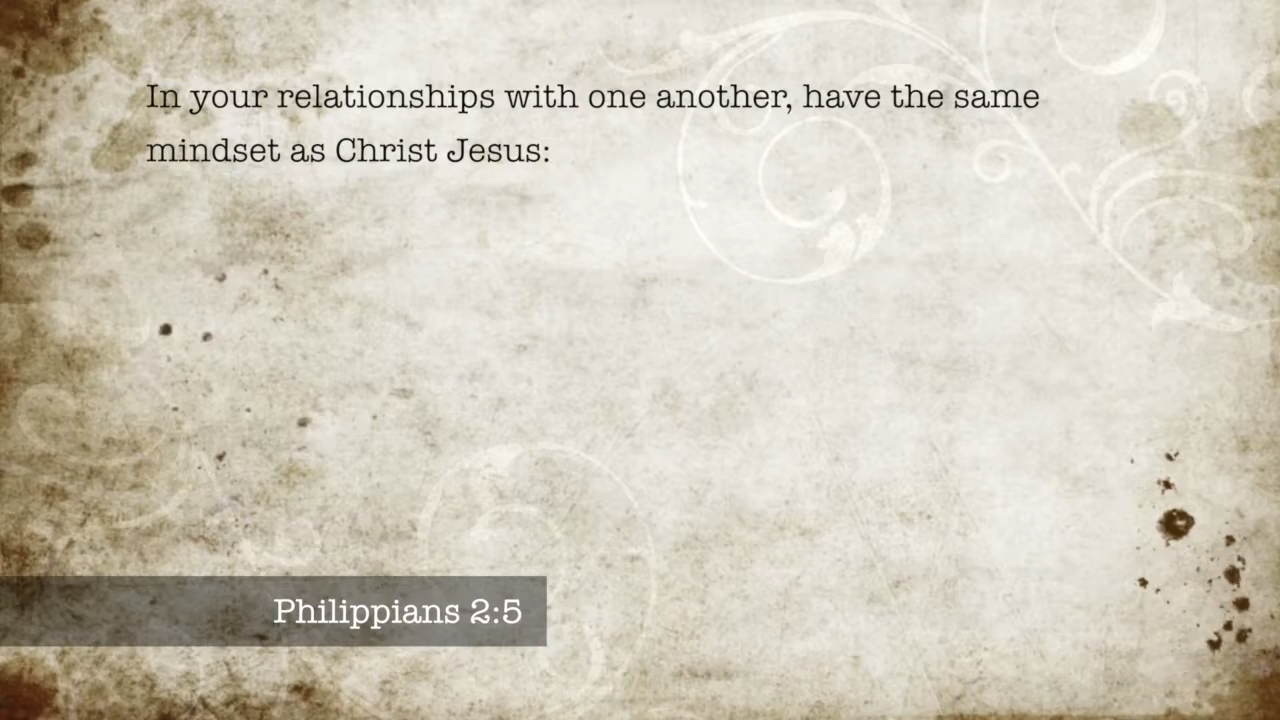 In your relationships with one another, have the same
mindset as Christ Jesus:
Philippians 2:5